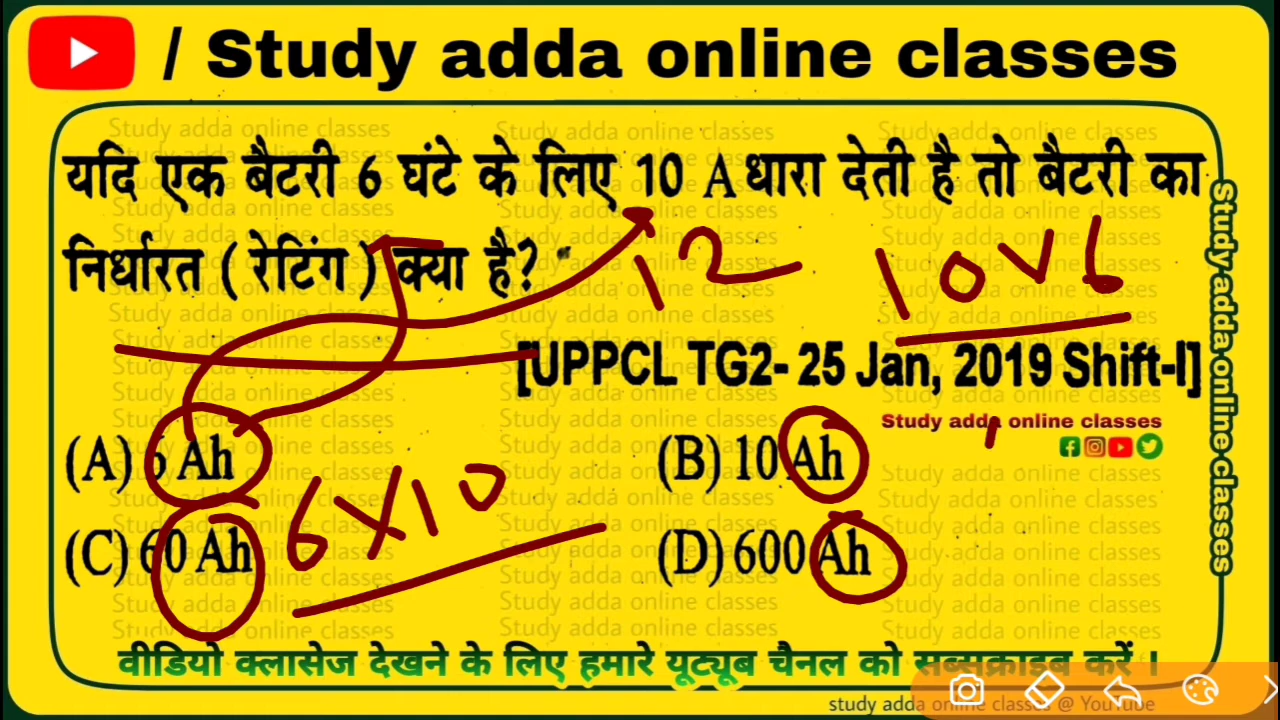 / Study adda online classes
यदि एक बैटरी 6 घंटे के लिए 10 A धारा देती है तो बैटरी का
निर्धारत ( रेटिंग ) क्या है?
12
10
6
[UPPCL TG2- 25 Jan, 2019 Shift-I]
Study adda online classes
(A) 6 Ah
(B) 10 Ah
6X10
(C) 60 Ah
(D) 600 Ah
वीडियो क्लासेज देखने के लिए हमारे यूट्यूब चैनल को सब्सक्राइब करें ।
study adda online classes @ YouTube
Study adda online classes